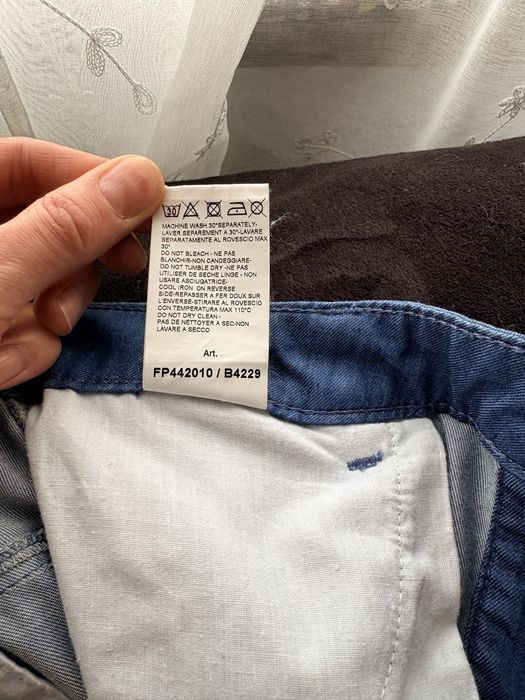 30
MACHINE WASH 30°SEPARATELY-
LAVER SEPAREMENT A 30°-LAVARE
SEPARATAMENTE AL ROVESCIO MAX
30°
DO NOT BLEACH -NE PAS
BLANCHIR-NON CANDEGGIARE-
DO NOT TUMBLE DRY -NE PAS
UTILISER DE SECHE LINGE - NON
USARE ASCIUGATRICE-
COOL IRON ON REVERSE
SIDE-REPASSER A FER DOUX SUR
L'ENVERSE-STIRARE AL ROVESCIO
CON TEMPERATURA MAX 110°C
DO NOT DRY CLEAN -
PAS DE NETTOYER A SEC-NON
LAVARE A SECCO
Art.
FP442010 / B4229